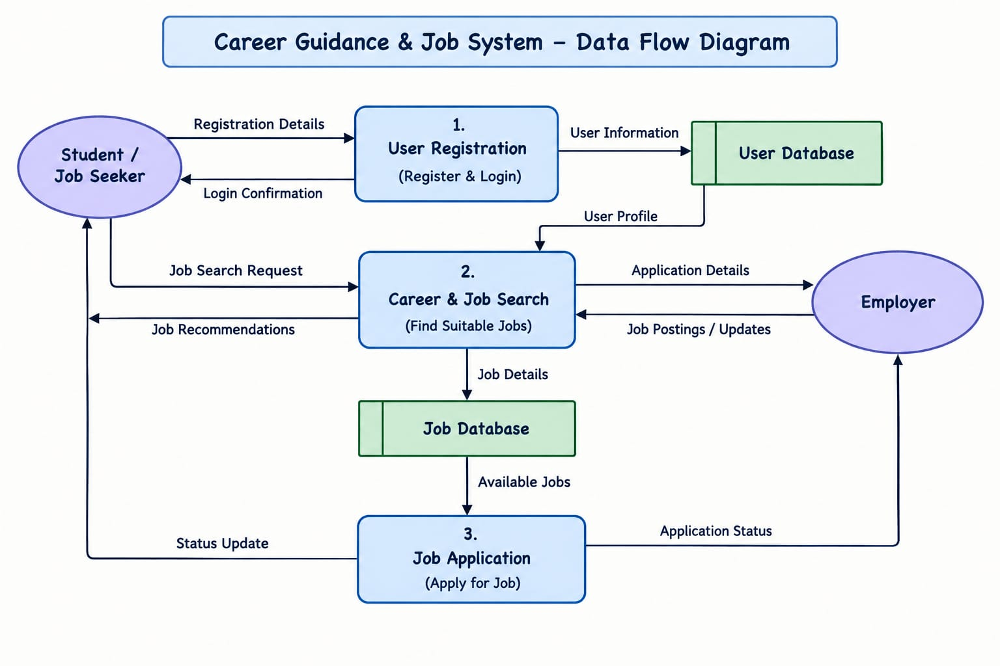 Career Guidance & Job System – Data Flow Diagram
Student /
Job Seeker
Registration Details
Login Confirmation
1.
User Registration
(Register & Login)
User Information
User Database
User Profile
Job Search Request
Job Recommendations
2.
Career & Job Search
(Find Suitable Jobs)
Application Details
Job Postings / Updates
Employer
Job Details
Job Database
Available Jobs
Status Update
3.
Job Application
(Apply for Job)
Application Status